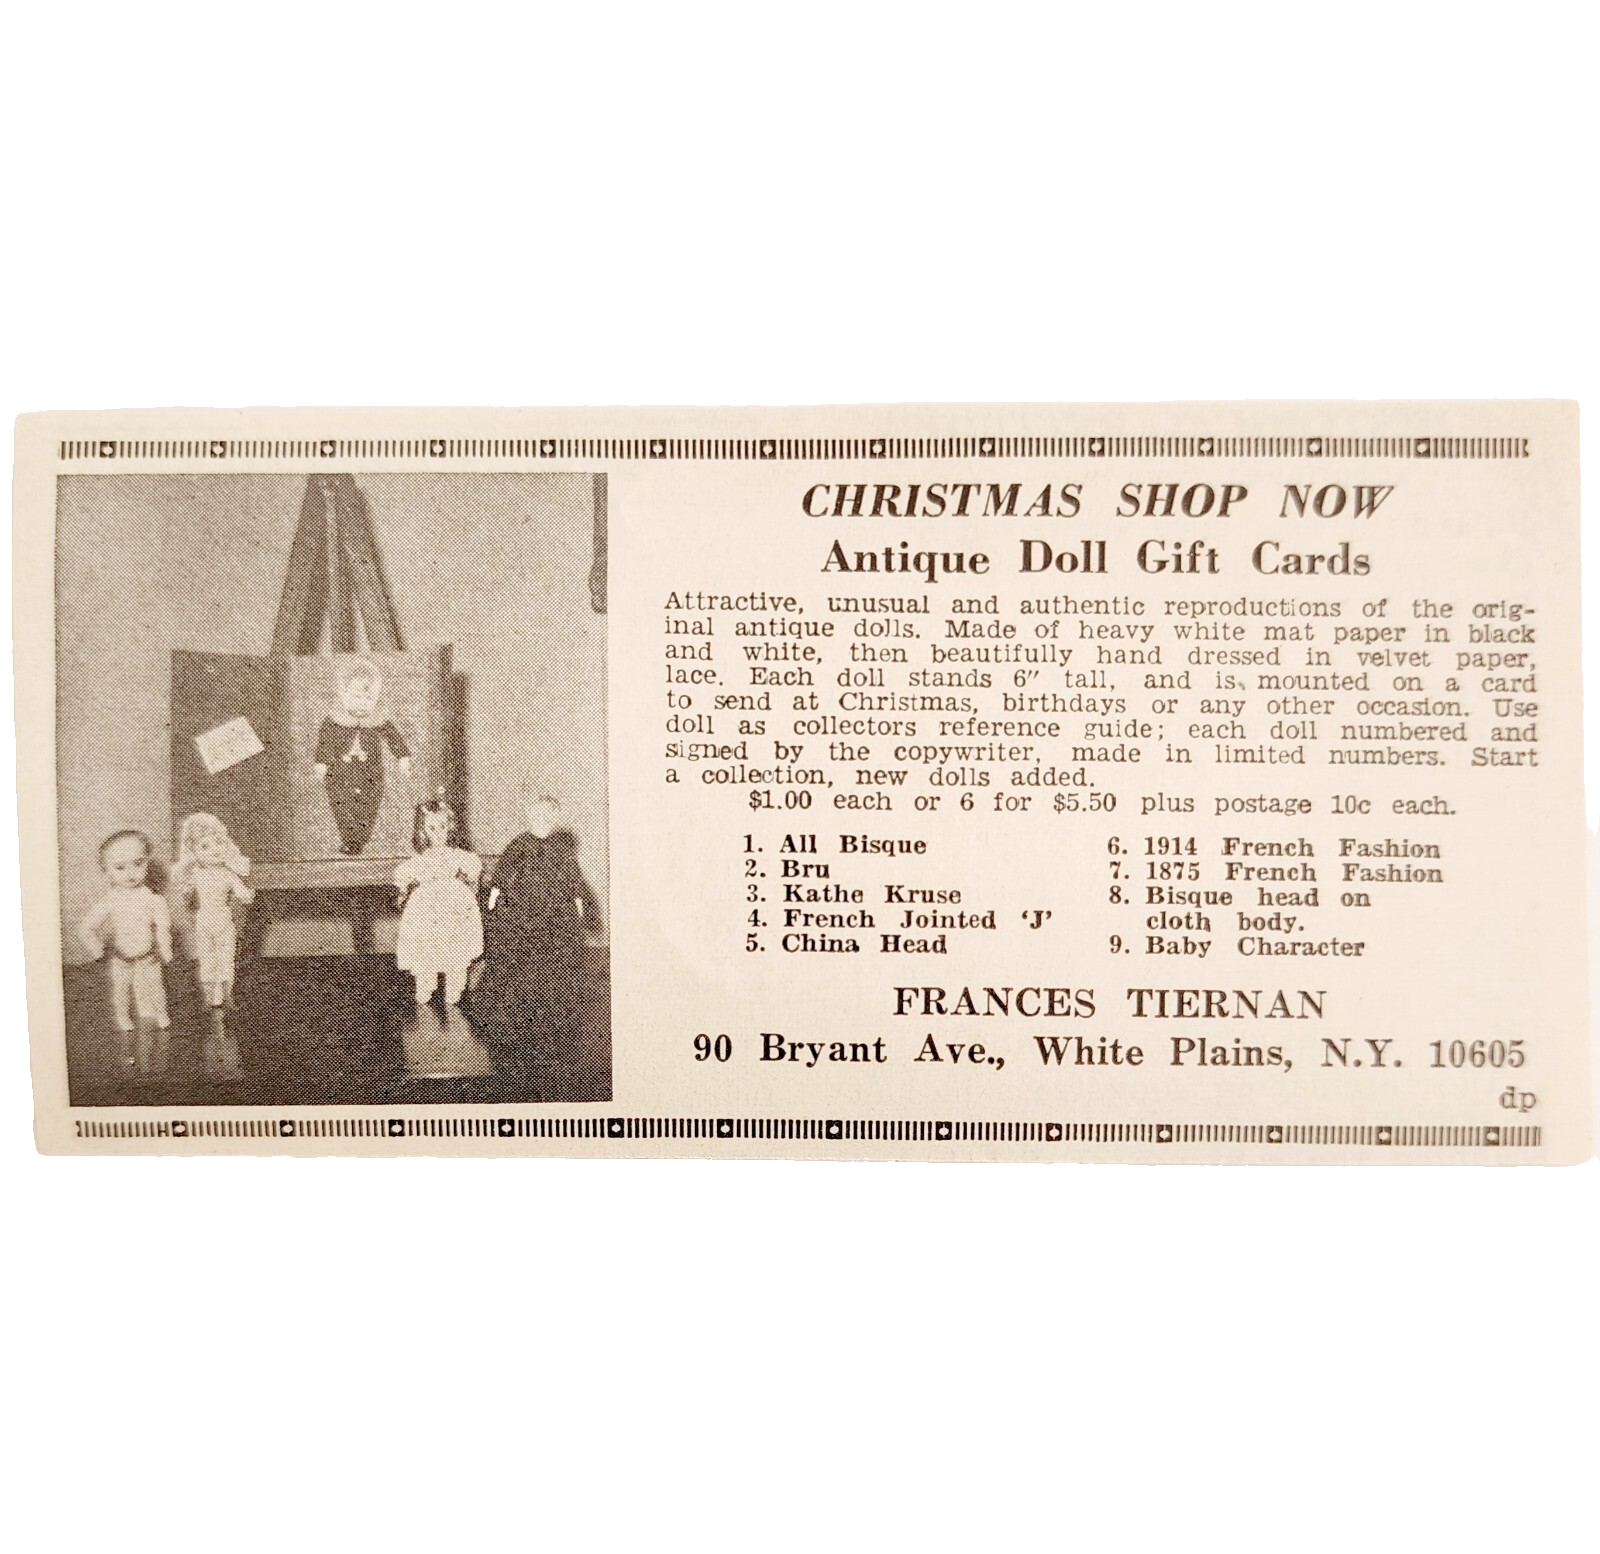 CHRISTMAS SHOP NOW
Antique Doll Gift Cards
Attractive, unusual and authentic reproductions of the orig-
inal antique dolls. Made of heavy white mat paper in black
and white, then beautifully hand dressed in velvet paper,
lace. Each doll stands 6″ tall, and is mounted on a card
to send at Christmas, birthdays or any other occasion. Use
doll as collectors reference guide; each doll numbered and
signed by the copywriter, made in limited numbers. Start
a collection, new dolls added.
$1.00 each or 6 for $5.50 plus postage 10c each.
1. All Bisque
2. Bru
3. Kathe Kruse
4. French Jointed ‘J’
5. China Head
6. 1914 French Fashion
7. 1875 French Fashion
8. Bisque head on
cloth body.
9. Baby Character
FRANCES TIERNAN
90 Bryant Ave., White Plains, N.Y. 10605
dp